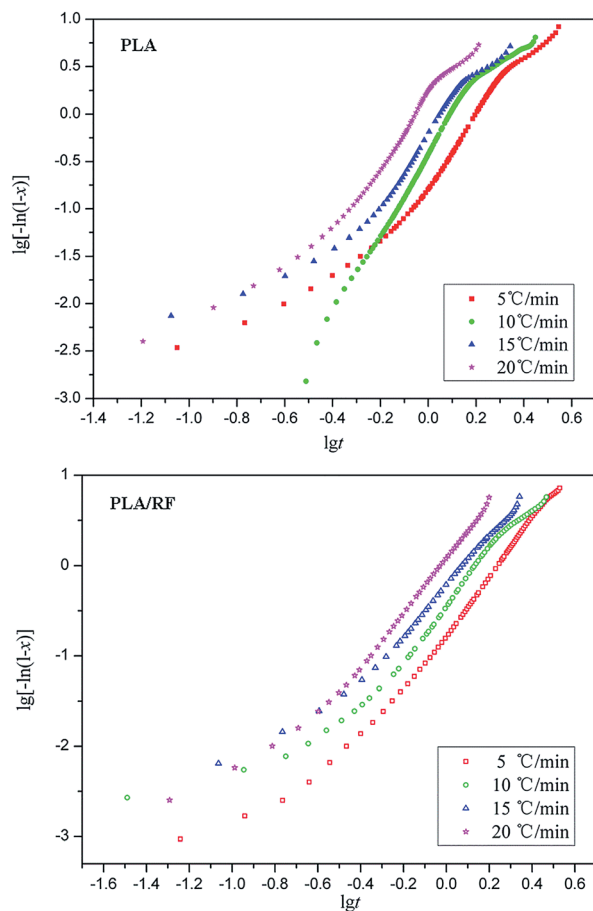 PLA
lg[-ln(l-x)]
1.0
0.5
0.0
-0.5
-1.0
-1.5
-2.0
-2.5
-3.0
5℃/min
10℃/min
15℃/min
20℃/min
-1.4 -1.2 -1.0 -0.8 -0.6 -0.4 -0.2 0.0 0.2 0.4 0.6
lgt
PLA/RF
lg[-ln(l-x)]
1
0
-1
-2
-3
5 ℃/min
10 ℃/min
15 ℃/min
20 ℃/min
-1.6 -1.4 -1.2 -1.0 -0.8 -0.6 -0.4 -0.2 0.0 0.2 0.4 0.6
lgt